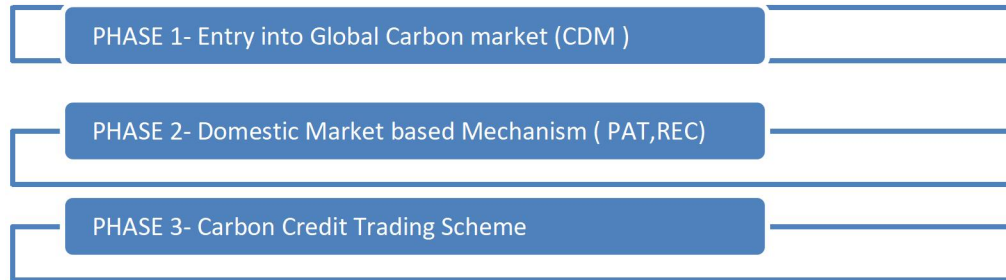 PHASE 1- Entry into Global Carbon market (CDM )
PHASE 2- Domestic Market based Mechanism ( PAT,REC)
PHASE 3- Carbon Credit Trading Scheme